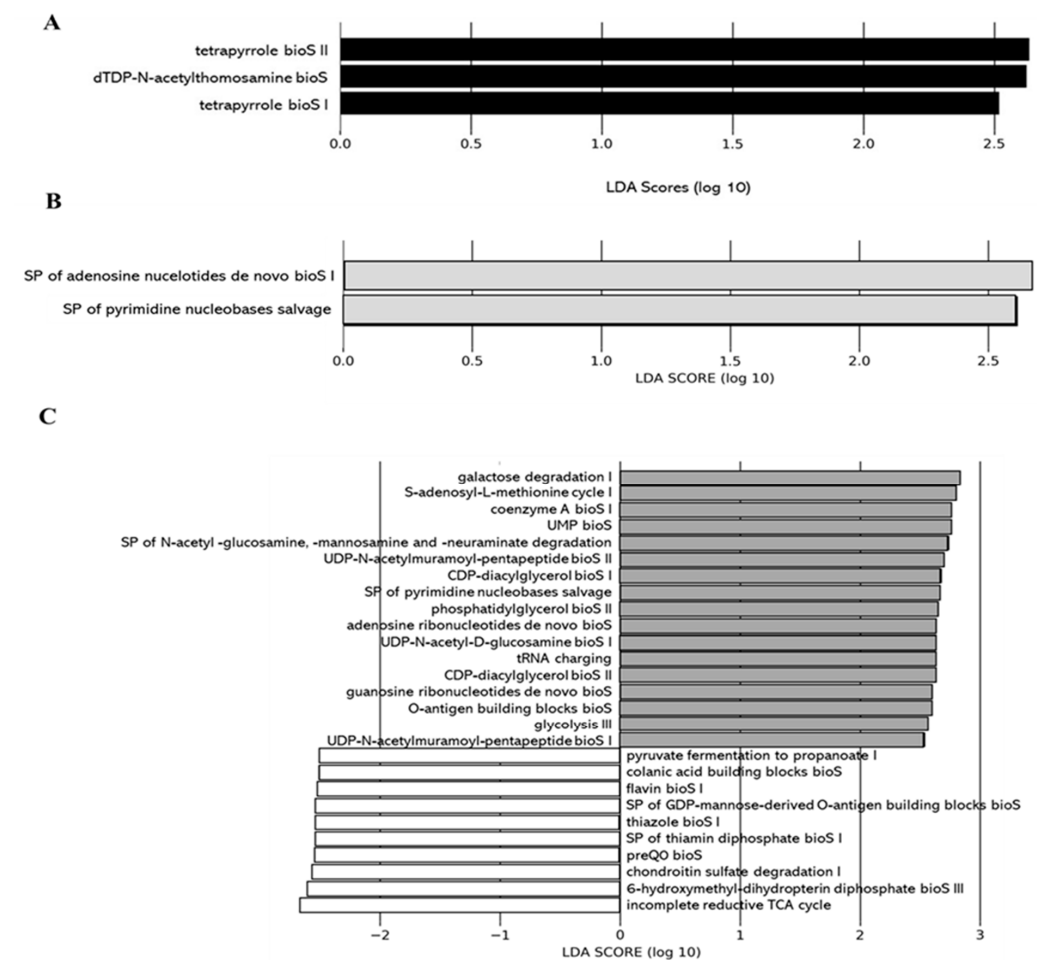 A
tetrapyrrole bioS II
dTDP-N-acetylthomosamine bioS
tetrapyrrole bioS I
0.0 0.5 1.0 1.5 2.0 2.5
LDA Scores (log 10)
B
SP of adenosine nucelotides de novo bioS I
SP of pyrimidine nucleobases salvage
0.0 0.5 1.0 1.5 2.0 2.5
LDA SCORE (log 10)
C
galactose degradation I
S-adenosyl-L-methionine cycle I
coenzyme A bioS I
UMP bioS
SP of N-acetyl -glucosamine, -mannosamine and -neuraminate degradation
UDP-N-acetylmuramoyl-pentapeptide bioS II
CDP-diacylglycerol bioS I
SP of pyrimidine nucleobases salvage
phosphatidylglycerol bioS II
adenosine ribonucleotides de novo bioS
UDP-N-acetyl-D-glucosamine bioS I
tRNA charging
CDP-diacylglycerol bioS II
guanosine ribonucleotides de novo bioS
O-antigen building blocks bioS
glycolysis III
UDP-N-acetylmuramoyl-pentapeptide bioS I
pyruvate fermentation to propanoate I
colanic acid building blocks bioS
flavin bioS I
SP of GDP-mannose-derived O-antigen building blocks bioS
thiazole bioS I
SP of thiamin diphosphate bioS I
preQ0 bioS
chondroitin sulfate degradation I
6-hydroxymethyl-dihydropterin diphosphate bioS III
incomplete reductive TCA cycle
−2 −1 0 1 2 3
LDA SCORE (log 10)